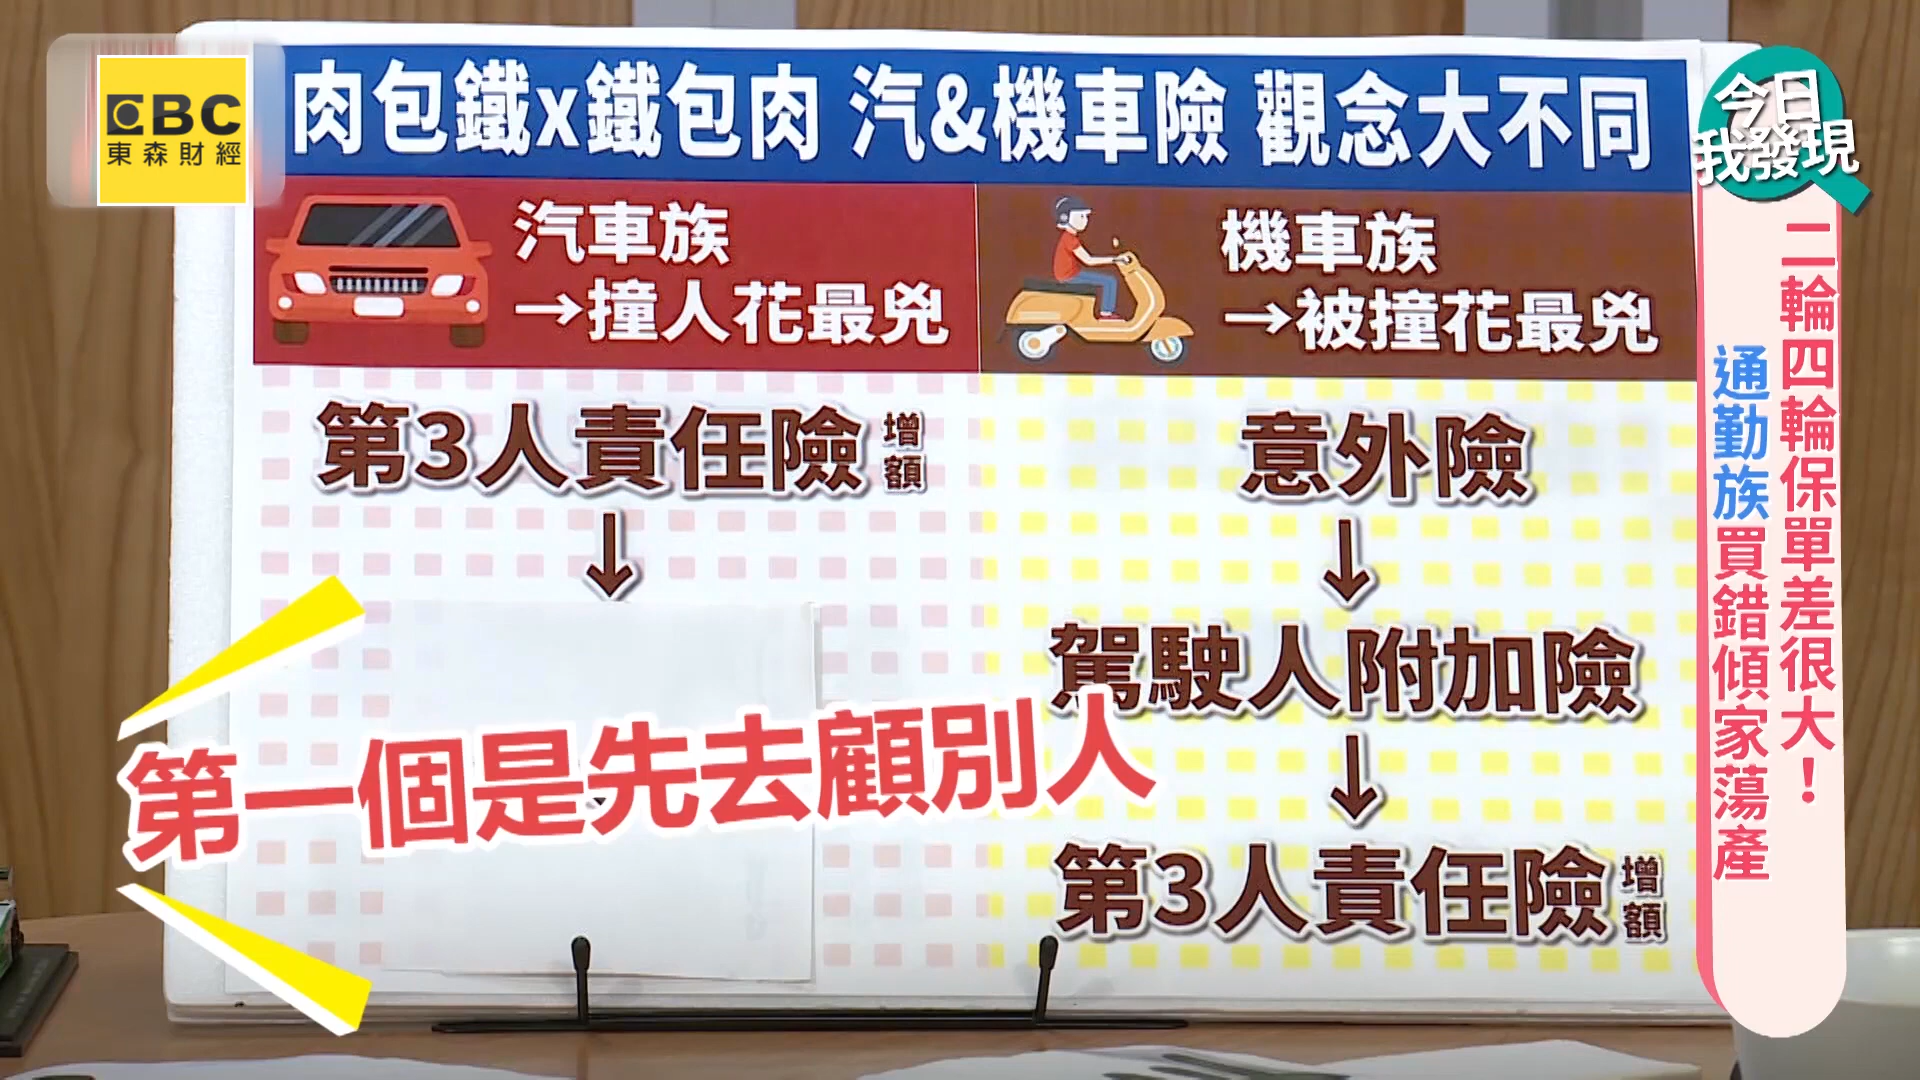 EBC
東森財經
肉包鐵x鐵包肉 汽&機車險 觀念大不同
今日
我發現
汽車族
→撞人花最兇
機車族
→被撞花最兇
第3人責任險 增額
↓
意外險
↓
駕駛人附加險
↓
第3人責任險 增額
第一個是先去顧別人
二輪四輪保單差很大！
通勤族買錯傾家蕩產